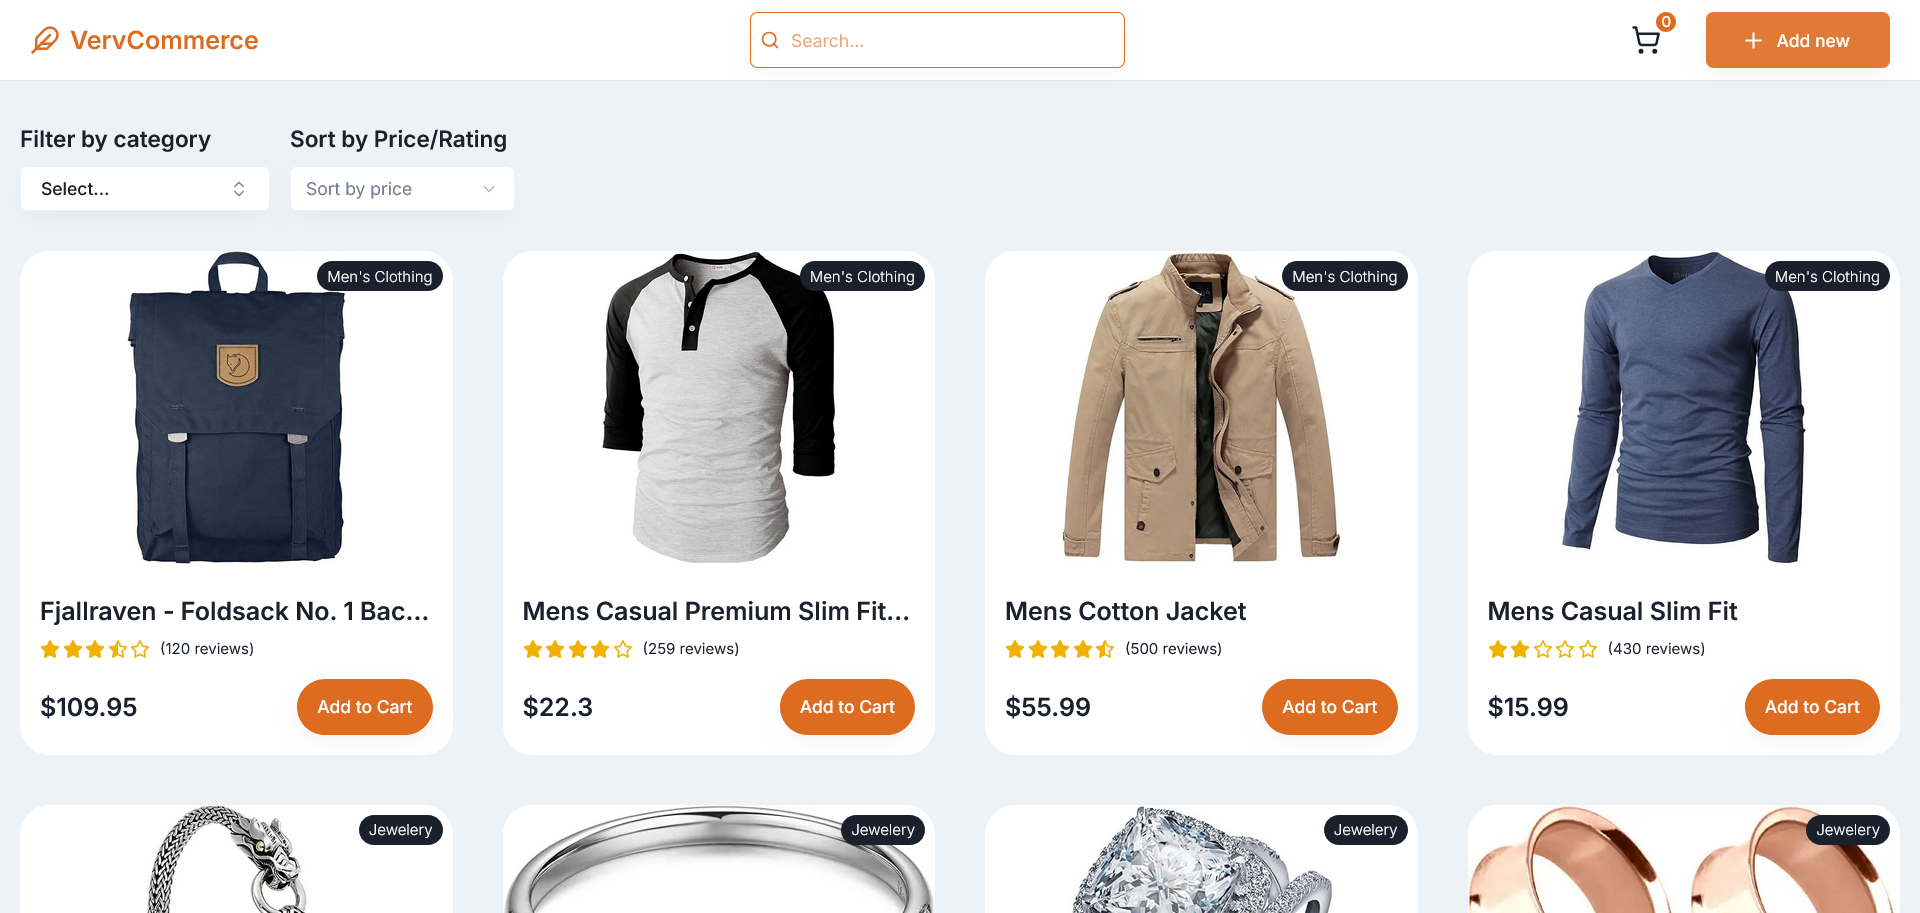 VervCommerce
Search...
0
Add new
Filter by category
Sort by Price/Rating
Select...
Sort by price
Men's Clothing
Men's Clothing
Men's Clothing
Men's Clothing
Fjallraven - Foldsack No. 1 Bac...
Mens Casual Premium Slim Fit...
Mens Cotton Jacket
Mens Casual Slim Fit
(120 reviews)
(259 reviews)
(500 reviews)
(430 reviews)
$109.95
Add to Cart
$22.3
Add to Cart
$55.99
Add to Cart
$15.99
Add to Cart
Jewelery
Jewelery
Jewelery
Jewelery